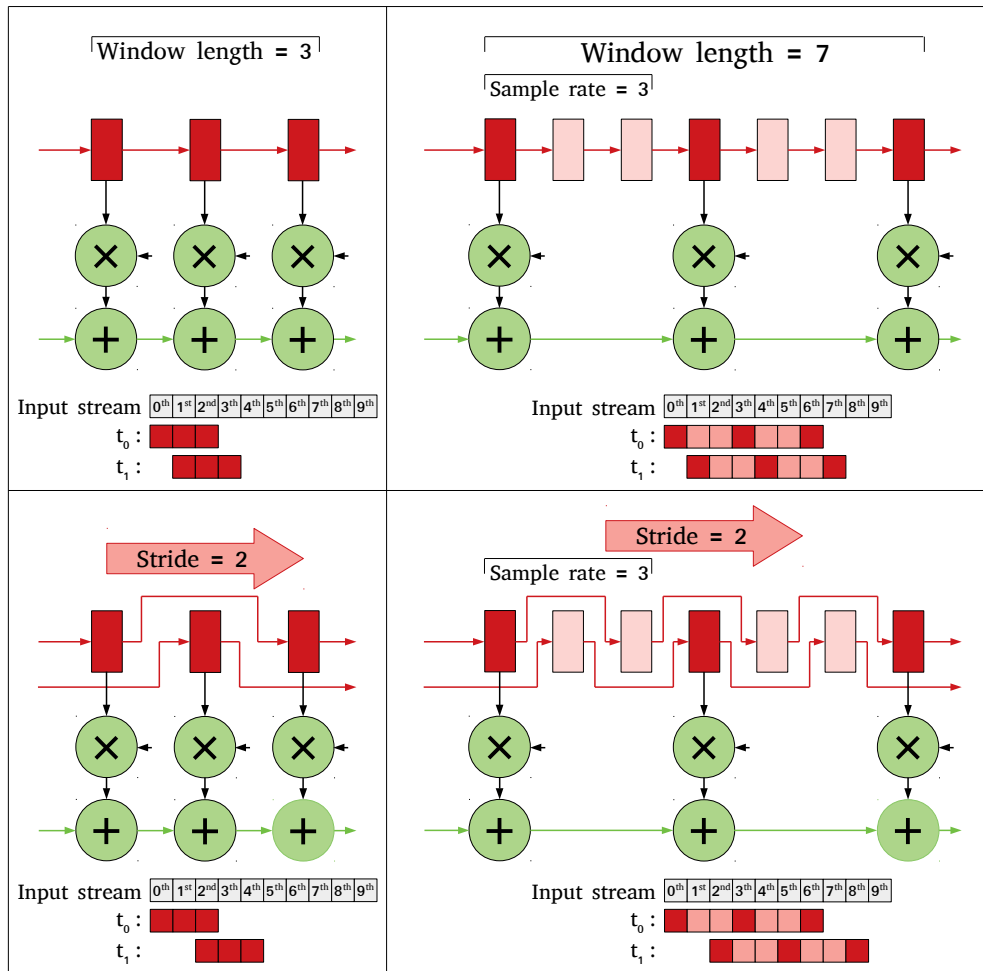 Window length = 3
× × ×
+ + +
Input stream 0th 1st 2nd 3th 4th 5th 6th 7th 8th 9th
t0 :
t1 :
Window length = 7
Sample rate = 3
× × ×
+ + +
Input stream 0th 1st 2nd 3th 4th 5th 6th 7th 8th 9th
t0 :
t1 :
Stride = 2
× × ×
+ + +
Input stream 0th 1st 2nd 3th 4th 5th 6th 7th 8th 9th
t0 :
t1 :
Stride = 2
Sample rate = 3
× × ×
+ + +
Input stream 0th 1st 2nd 3th 4th 5th 6th 7th 8th 9th
t0 :
t1 :